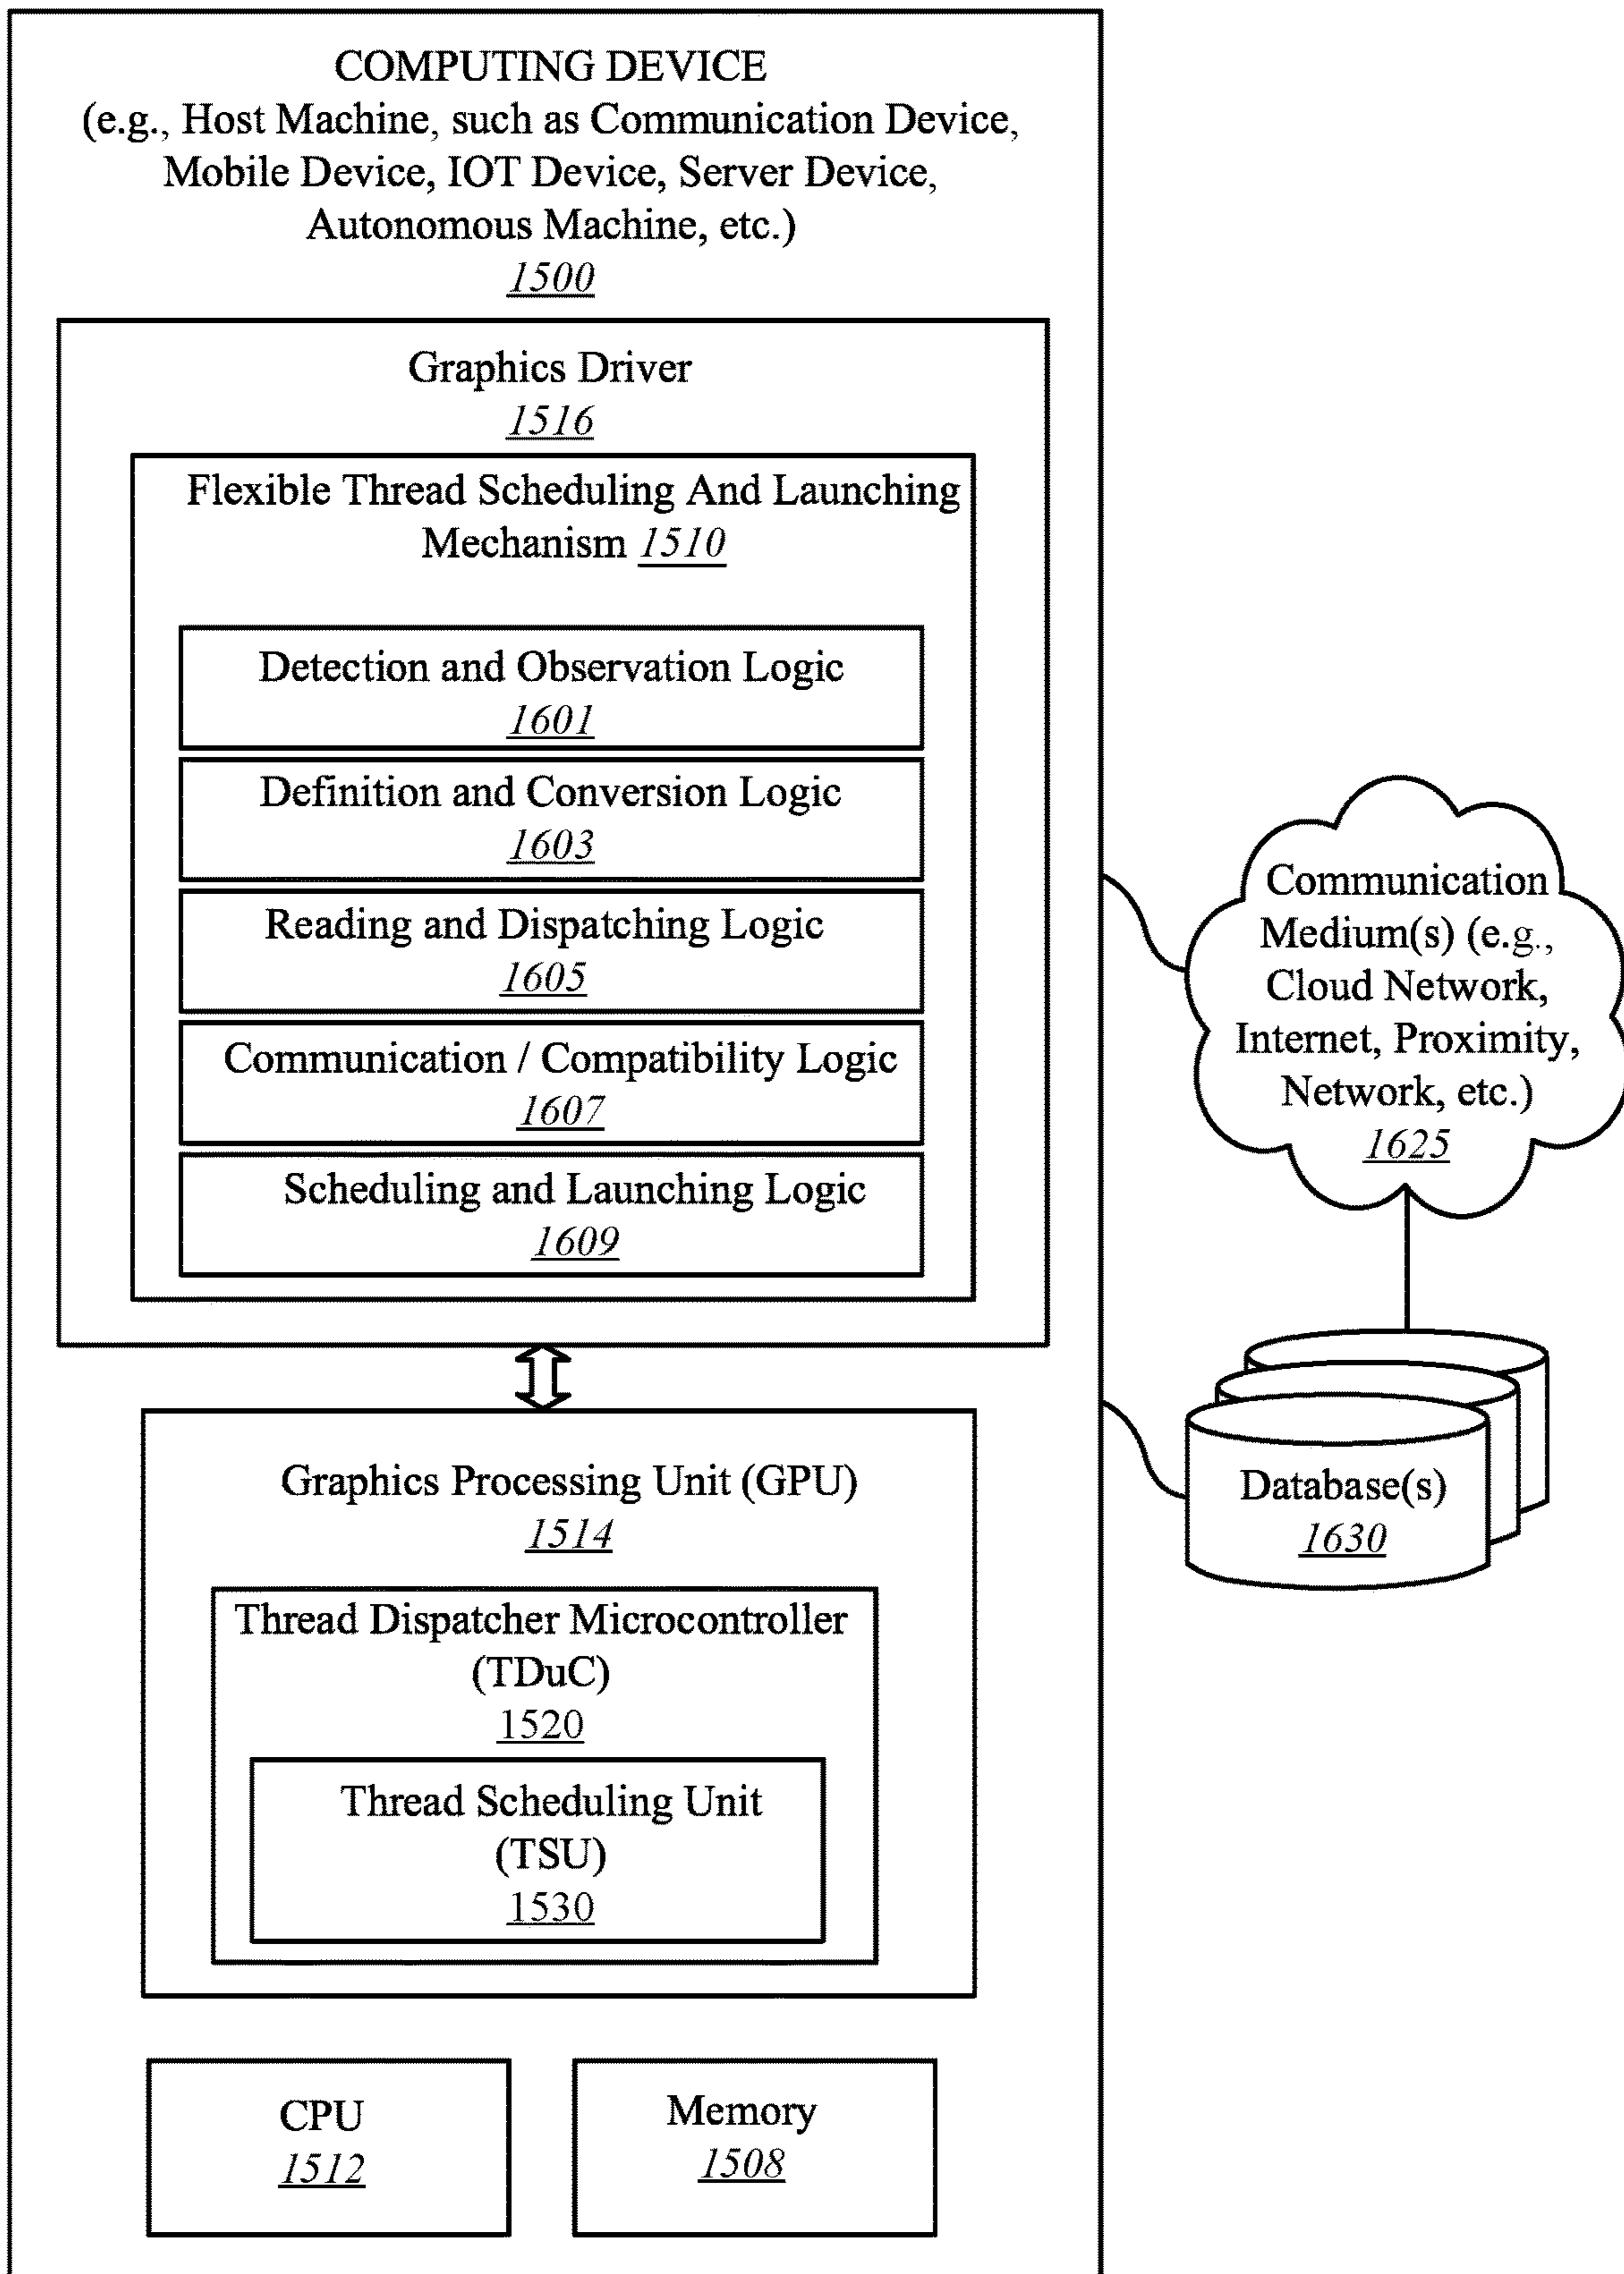 COMPUTING DEVICE
(e.g., Host Machine, such as Communication Device,
Mobile Device, IOT Device, Server Device,
Autonomous Machine, etc.)
1500
Graphics Driver
1516
Flexible Thread Scheduling And Launching
Mechanism 1510
Detection and Observation Logic
1601
Definition and Conversion Logic
1603
Reading and Dispatching Logic
1605
Communication / Compatibility Logic
1607
Scheduling and Launching Logic
1609
Communication
Medium(s) (e.g.,
Cloud Network,
Internet, Proximity,
Network, etc.)
1625
Database(s)
1630
Graphics Processing Unit (GPU)
1514
Thread Dispatcher Microcontroller
(TDuC)
1520
Thread Scheduling Unit
(TSU)
1530
CPU
1512
Memory
1508